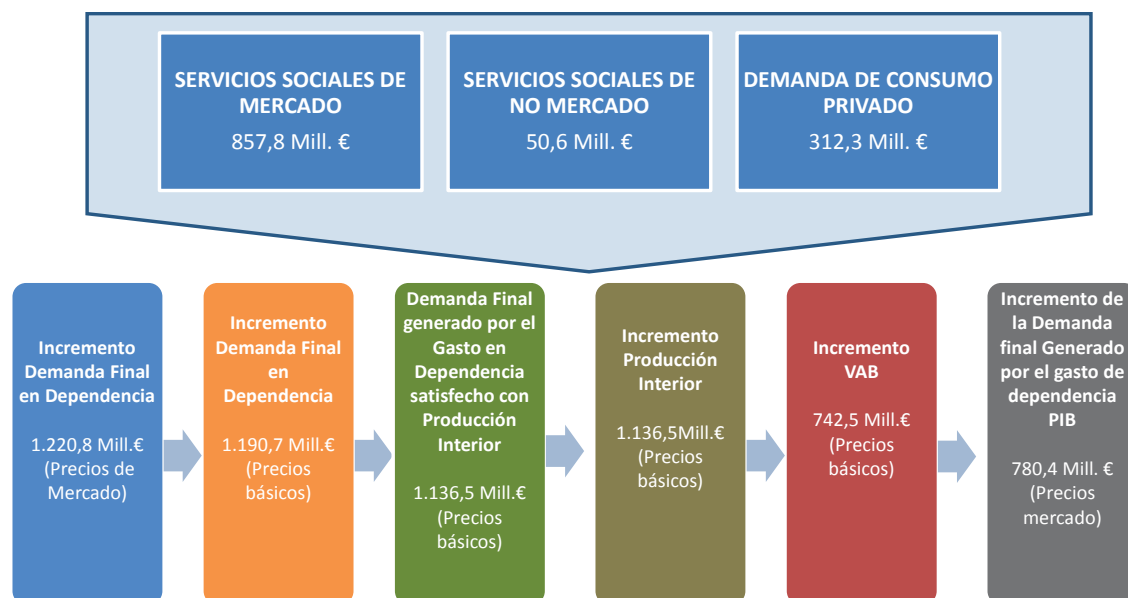 SERVICIOS SOCIALES DE
MERCADO
857,8 Mill. €
SERVICIOS SOCIALES DE
NO MERCADO
50,6 Mill. €
DEMANDA DE CONSUMO
PRIVADO
312,3 Mill. €
Incremento
Demanda Final
en Dependencia
1.220,8 Mill.€
(Precios de
Mercado)
Incremento
Demanda Final
en
Dependencia
1.190,7 Mill.€
(Precios
básicos)
Demanda Final
generado por el
Gasto en
Dependencia
satisfecho con
Producción
Interior
1.136,5 Mill.€
(Precios
básicos)
Incremento
Producción
Interior
1.136,5Mill.€
(Precios
básicos)
Incremento
VAB
742,5 Mill.€
(Precios
básicos)
Incremento de
la Demanda
final Generado
por el gasto de
dependencia
PIB
780,4 Mill. €
(Precios
mercado)